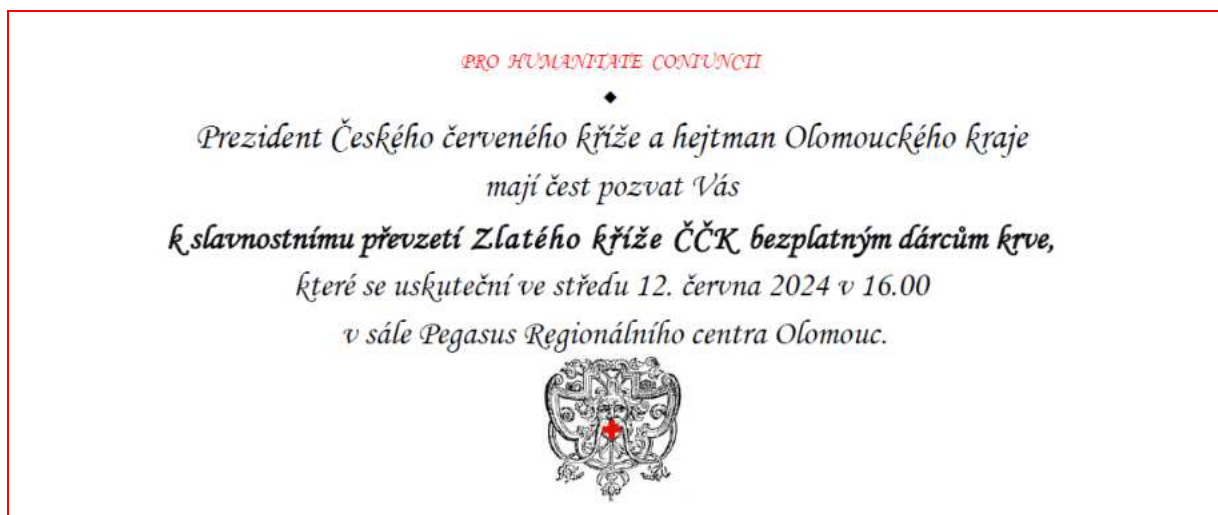 PRO HUMANITATE CONIUNCTI
Prezident Českého červeného kříže a hejtman Olomouckého kraje
mají čest pozvat Vás
k slavnostnímu převzetí Zlatého kříže ČČK bezplatným dárcům krve,
které se uskuteční ve středu 12. června 2024 v 16.00
v sále Pegasus Regionálního centra Olomouc.